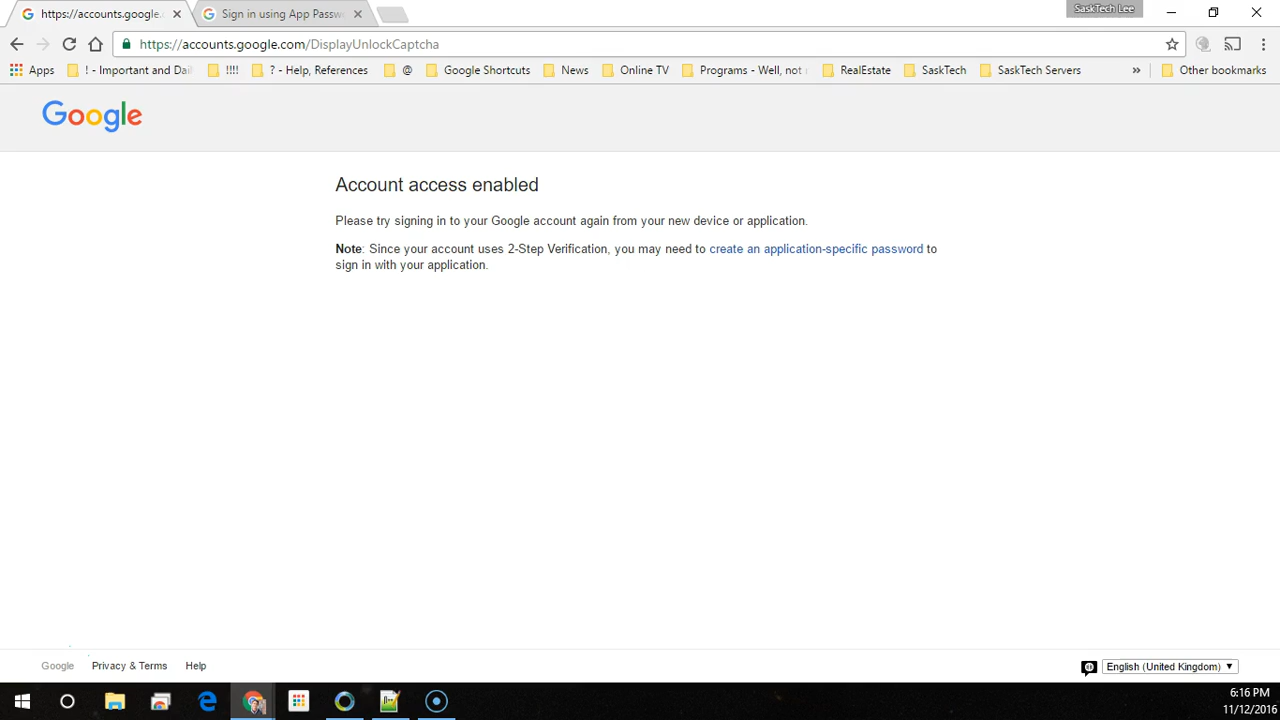 https://accounts.google.
Sign in using App Passw
SaskTech Lee
https://accounts.google.com/DisplayUnlockCaptcha
Apps
! - Important and Dail
!!!!
? - Help, References
@
Google Shortcuts
News
Online TV
Programs - Well, not
RealEstate
SaskTech
SaskTech Servers
»
Other bookmarks
Google
Account access enabled
Please try signing in to your Google account again from your new device or application.
Note: Since your account uses 2-Step Verification, you may need to create an application-specific password to
sign in with your application.
Google
Privacy & Terms
Help
English (United Kingdom)
6:16 PM
11/12/2016